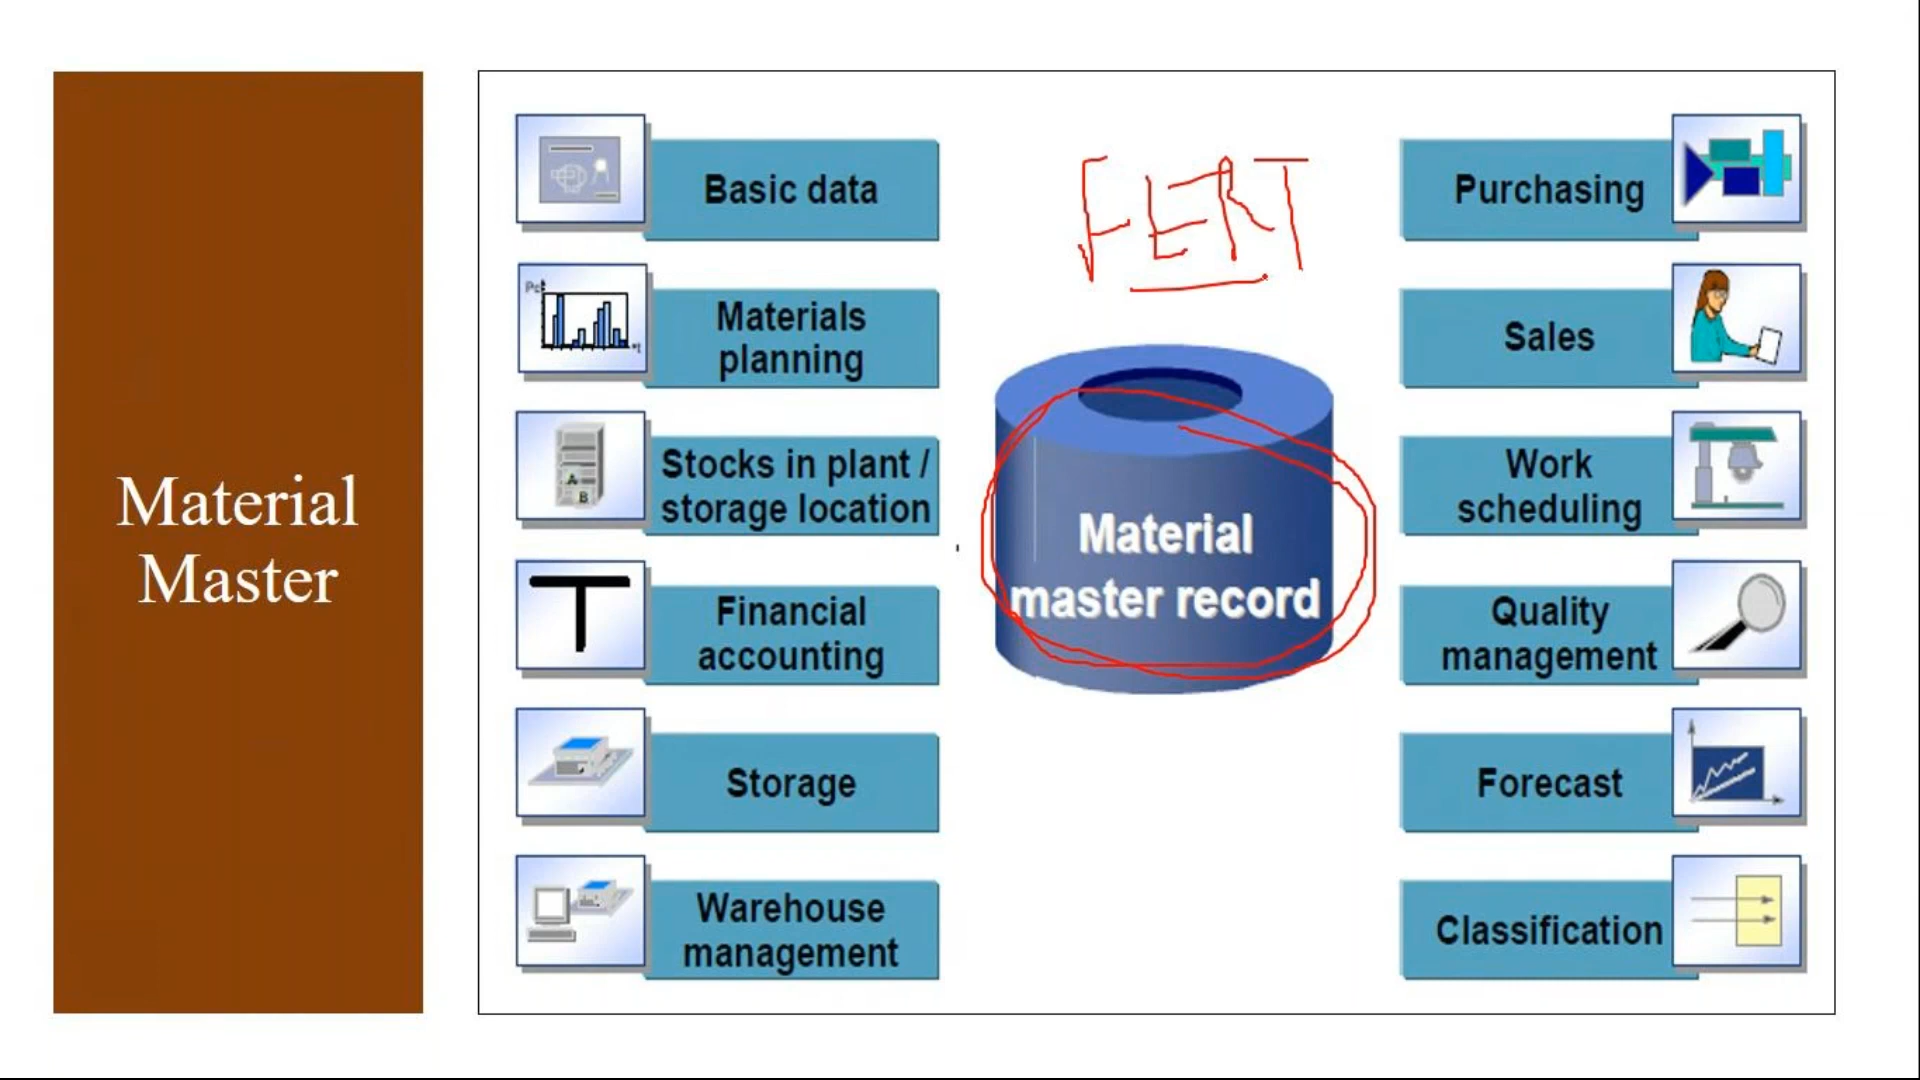 Material
Master
Basic data
Materials
planning
Stocks in plant /
storage location
Financial
accounting
Storage
Warehouse
management
FERT
Material
master record
Purchasing
Sales
Work
scheduling
Quality
management
Forecast
Classification
A
B